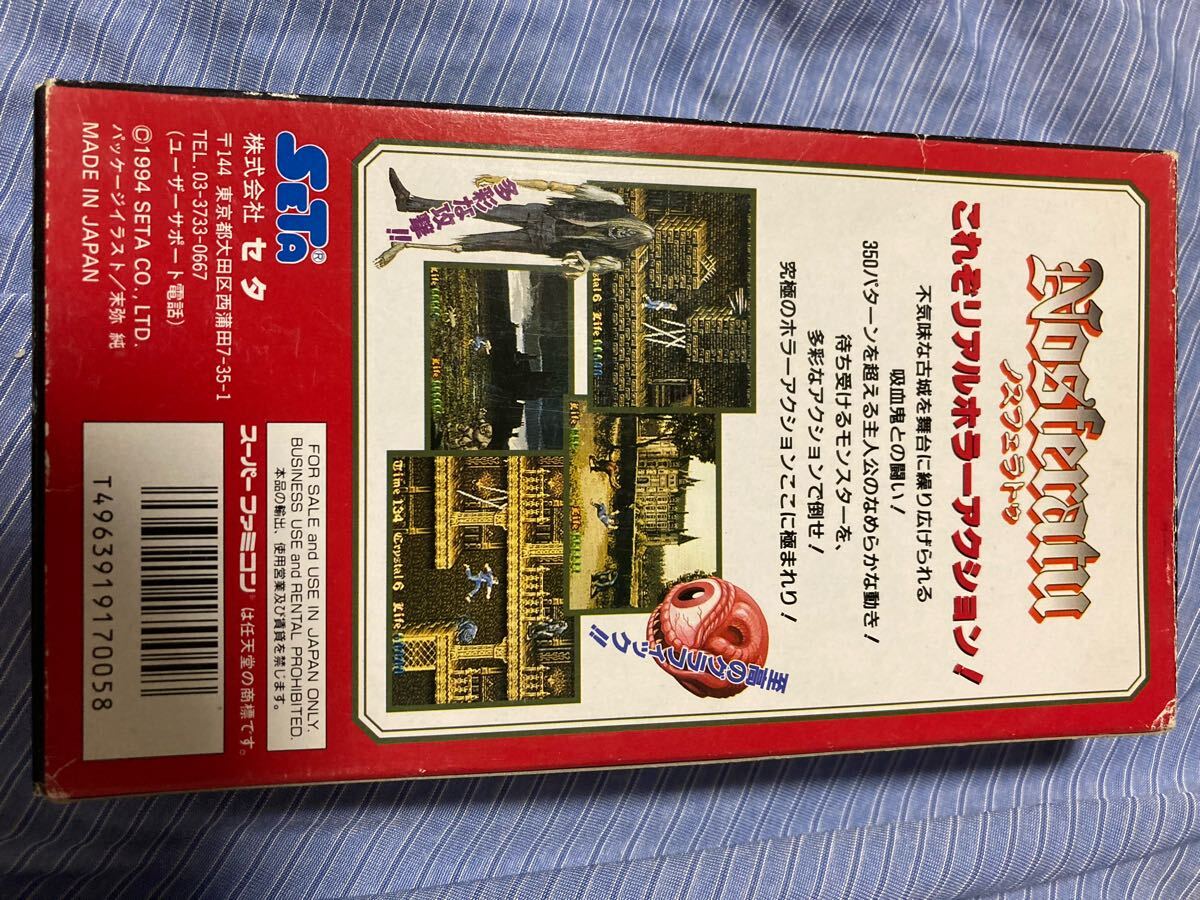 Nosferatu
ノスフェラトゥ
これぞリアルホラーアクション!
不気味な古城を舞台に繰り広げられる
吸血鬼との闘い!
350パターンを超える主人公のなめらかな動き!
待ち受けるモンスターを、
多彩なアクションで倒せ!
究極のホラーアクションここに極まれり!
多彩な攻撃!!
至高のグラフィック!!
Time 134 Crystal 6 Life
SETA®
株式会社 セタ
〒144 東京都大田区西蒲田7-35-1
TEL. 03-3733-0667
(ユーザーサポート電話)
©1994 SETA CO., LTD.
パッケージイラスト/末弥 純
MADE IN JAPAN
スーパーファミコン® は任天堂の商標です。
FOR SALE and USE IN JAPAN ONLY.
BUSINESS USE and RENTAL PROHIBITED.
本品の輸出、使用営業及び賃貸を禁じます。
T4963919170058